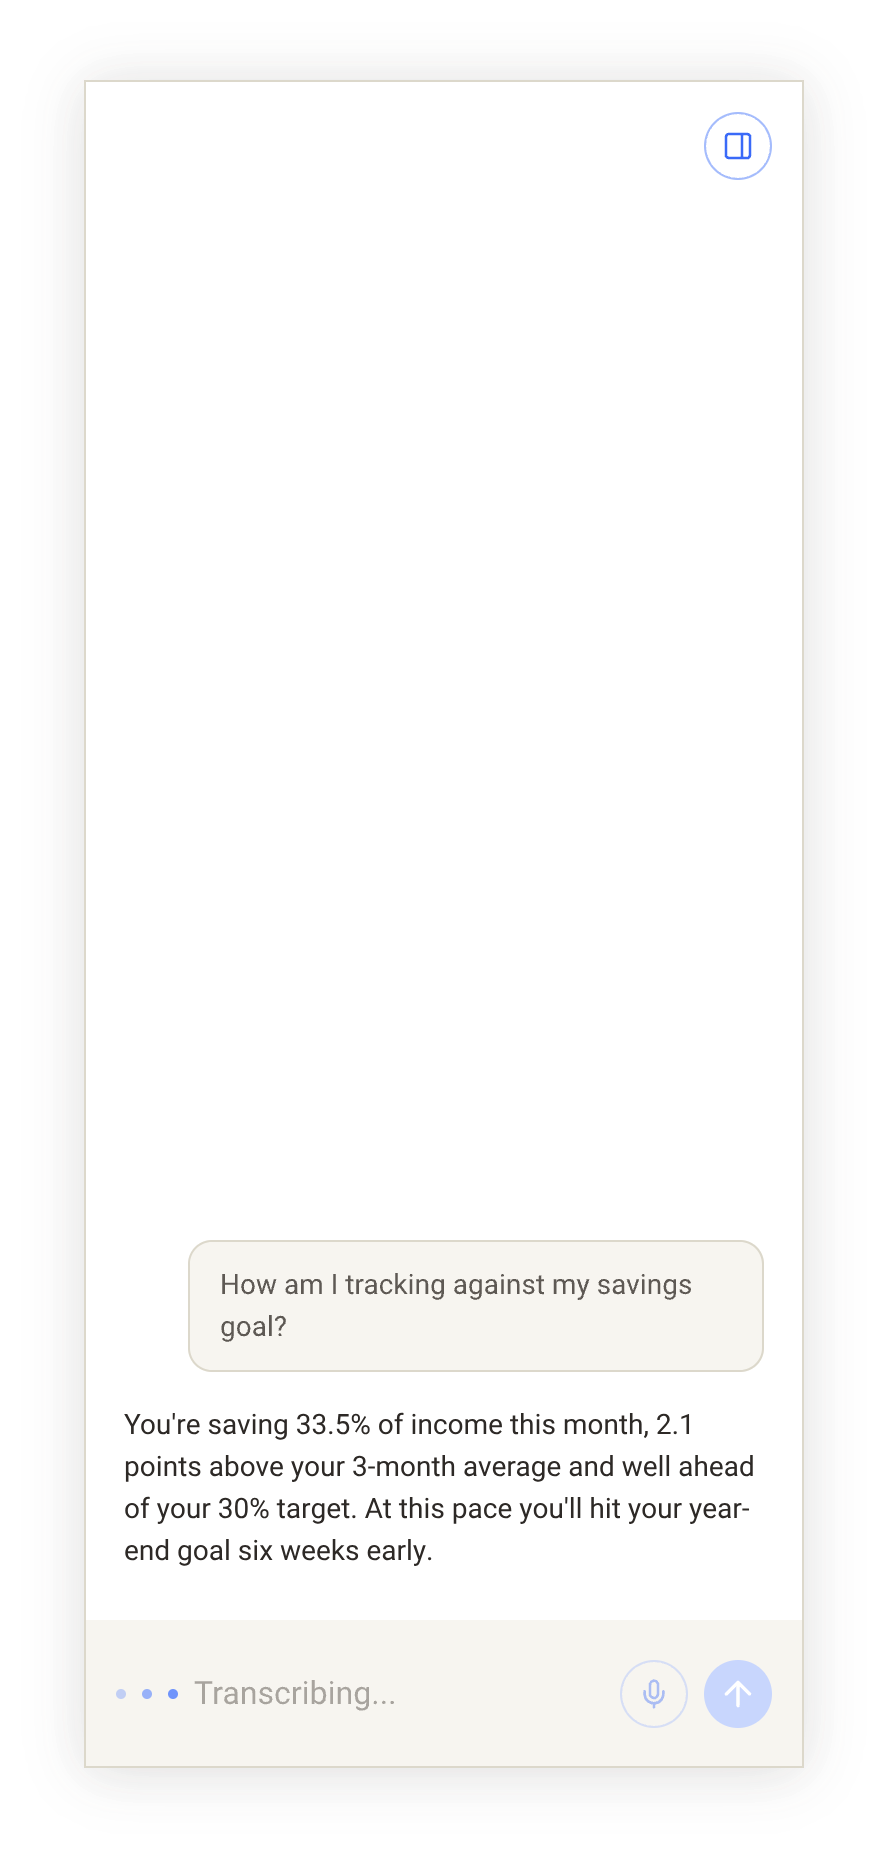 How am I tracking against my savings
goal?
You're saving 33.5% of income this month, 2.1
points above your 3-month average and well ahead
of your 30% target. At this pace you'll hit your year-
end goal six weeks early.
Transcribing...